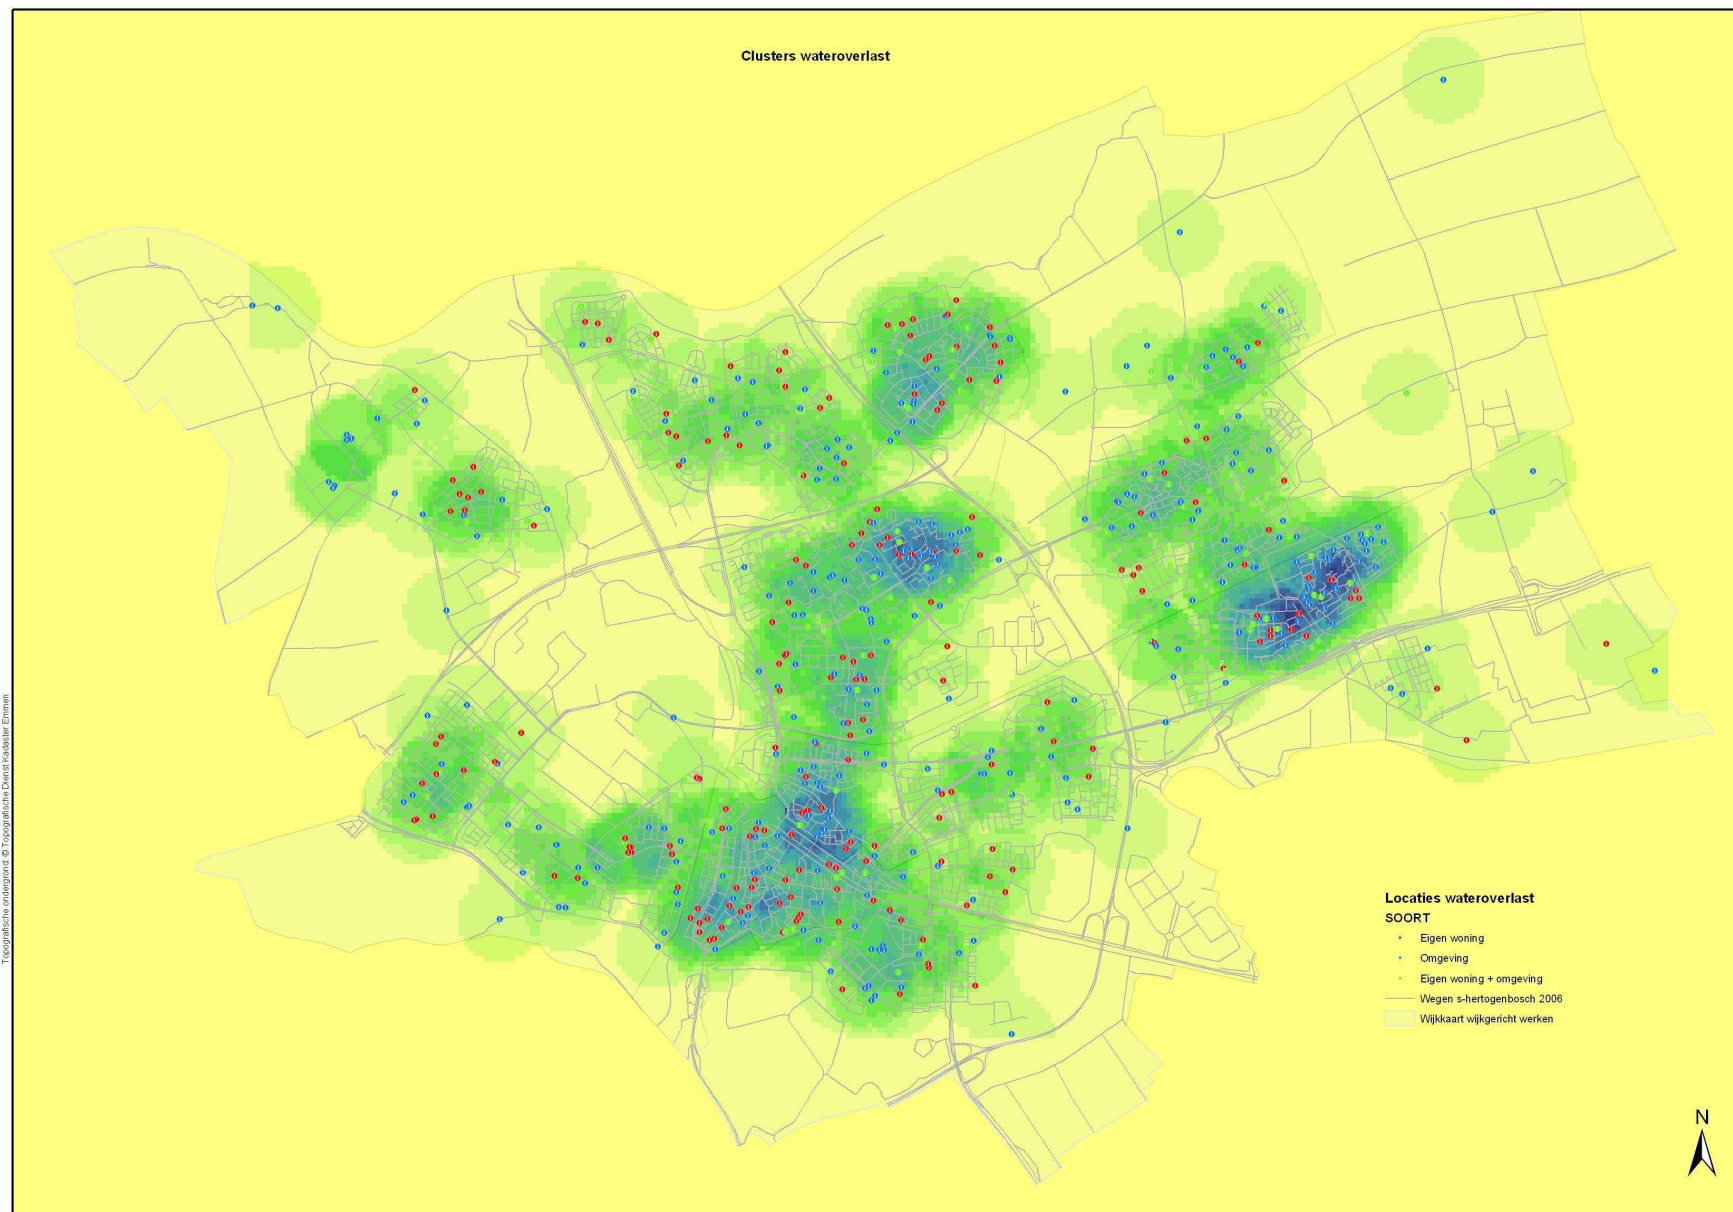 Clusters wateroverlast
Topografische ondergrond: © Topografische Dienst Kadaster Emmen
Locaties wateroverlast
SOORT
Eigen woning
Omgeving
Eigen woning + omgeving
Wegen s-hertogenbosch 2006
Wijkkaart wijkgericht werken
N